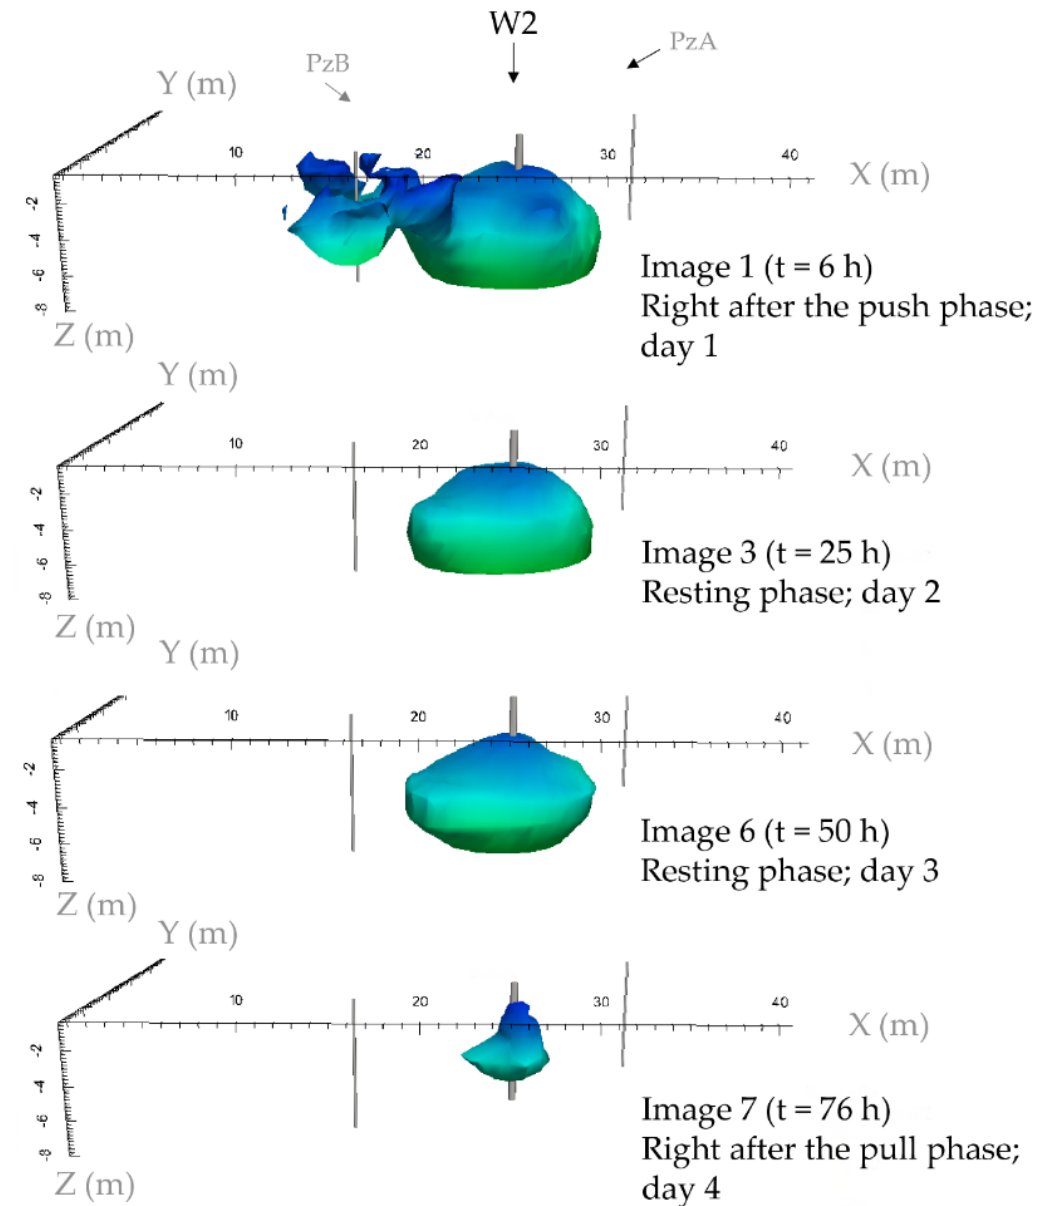 W2
PzA
PzB
Y (m)
10
20
30
40
X (m)
-2
-4
-6
-8
Z (m)
Image 1 (t = 6 h)
Right after the push phase;
day 1
Y (m)
10
20
30
40
X (m)
-2
-4
-6
-8
Z (m)
Image 3 (t = 25 h)
Resting phase; day 2
Y (m)
10
20
30
40
X (m)
-2
-4
-6
-8
Z (m)
Image 6 (t = 50 h)
Resting phase; day 3
Y (m)
10
20
30
40
X (m)
-2
-4
-6
-8
Z (m)
Image 7 (t = 76 h)
Right after the pull phase;
day 4